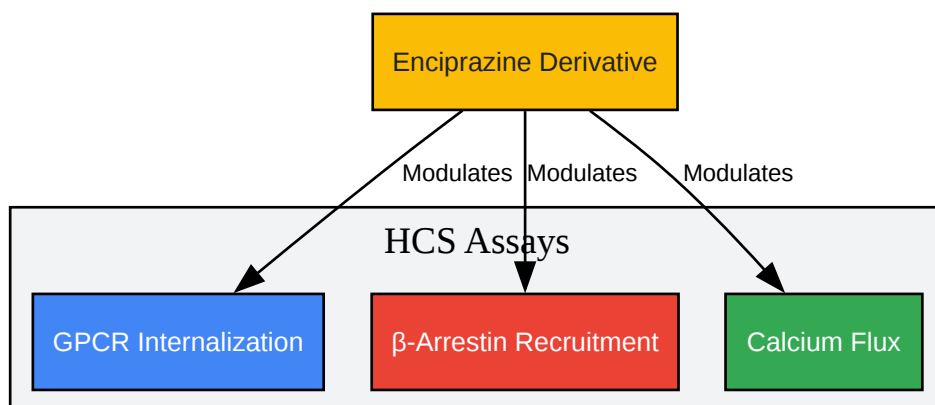 Enciprazine Derivative
Modulates Modulates Modulates
HCS Assays
GPCR Internalization
β-Arrestin Recruitment
Calcium Flux